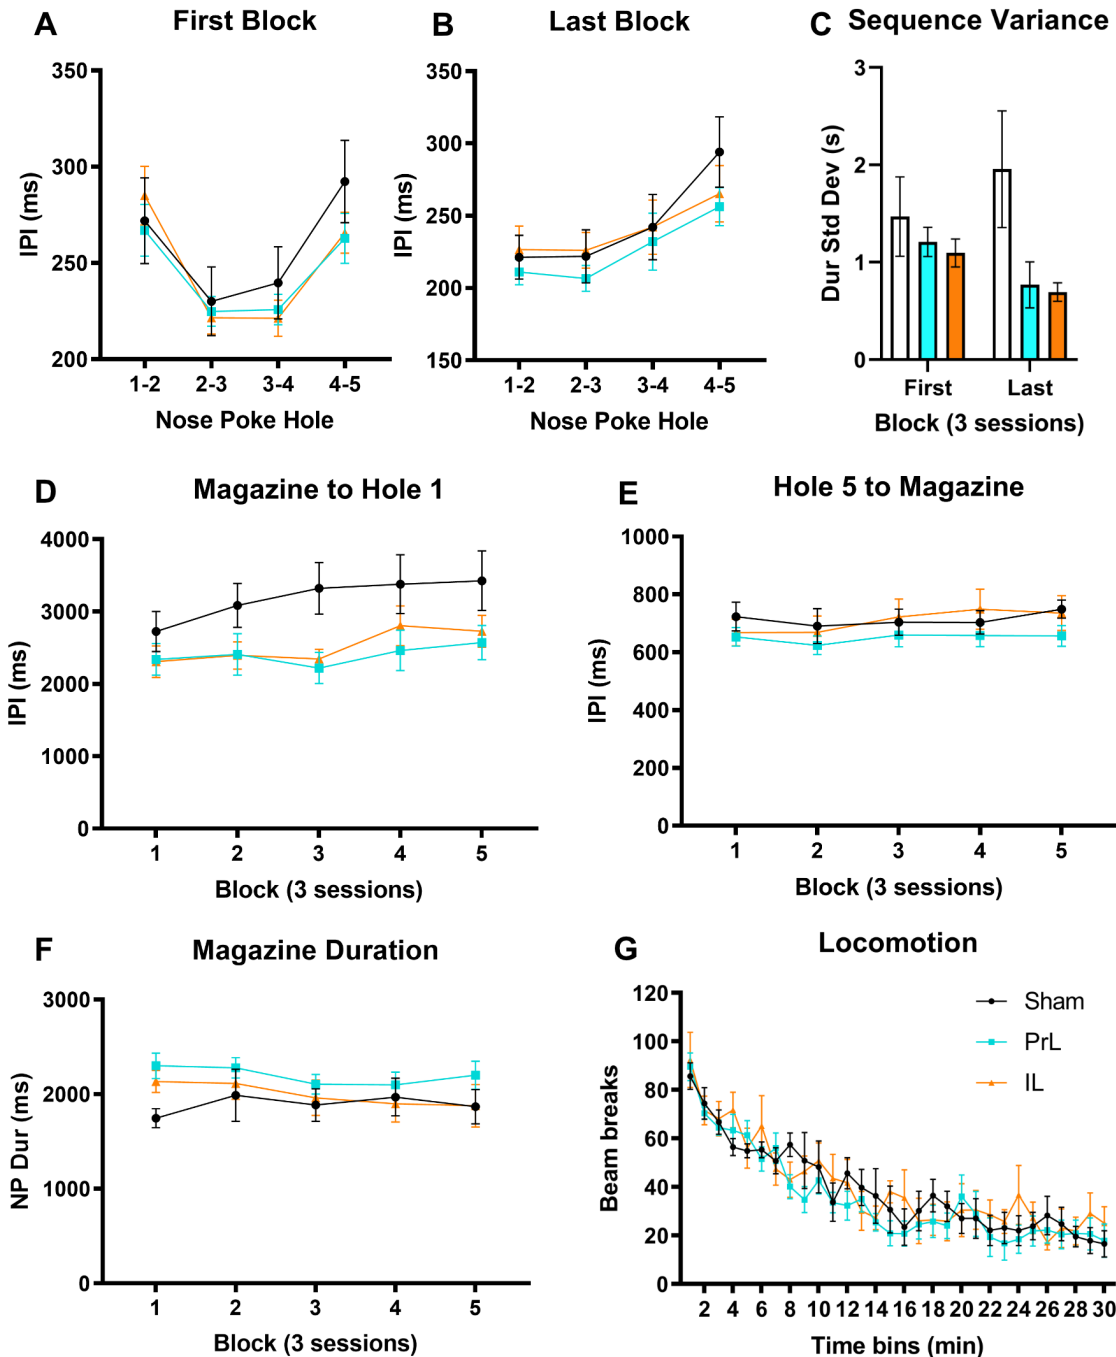 A First Block
350
300
250
200
IPI (ms)
1-2 2-3 3-4 4-5
Nose Poke Hole
B Last Block
350
300
250
200
150
IPI (ms)
1-2 2-3 3-4 4-5
Nose Poke Hole
C Sequence Variance
3
2
1
0
Dur Std Dev (s)
First Last
Block (3 sessions)
D Magazine to Hole 1
4000
3000
2000
1000
0
IPI (ms)
1 2 3 4 5
Block (3 sessions)
E Hole 5 to Magazine
1000
800
600
400
200
0
IPI (ms)
1 2 3 4 5
Block (3 sessions)
F Magazine Duration
3000
2000
1000
0
NP Dur (ms)
1 2 3 4 5
Block (3 sessions)
G Locomotion
120
100
80
60
40
20
0
Beam breaks
Sham
PrL
IL
2 4 6 8 10 12 14 16 18 20 22 24 26 28 30
Time bins (min)